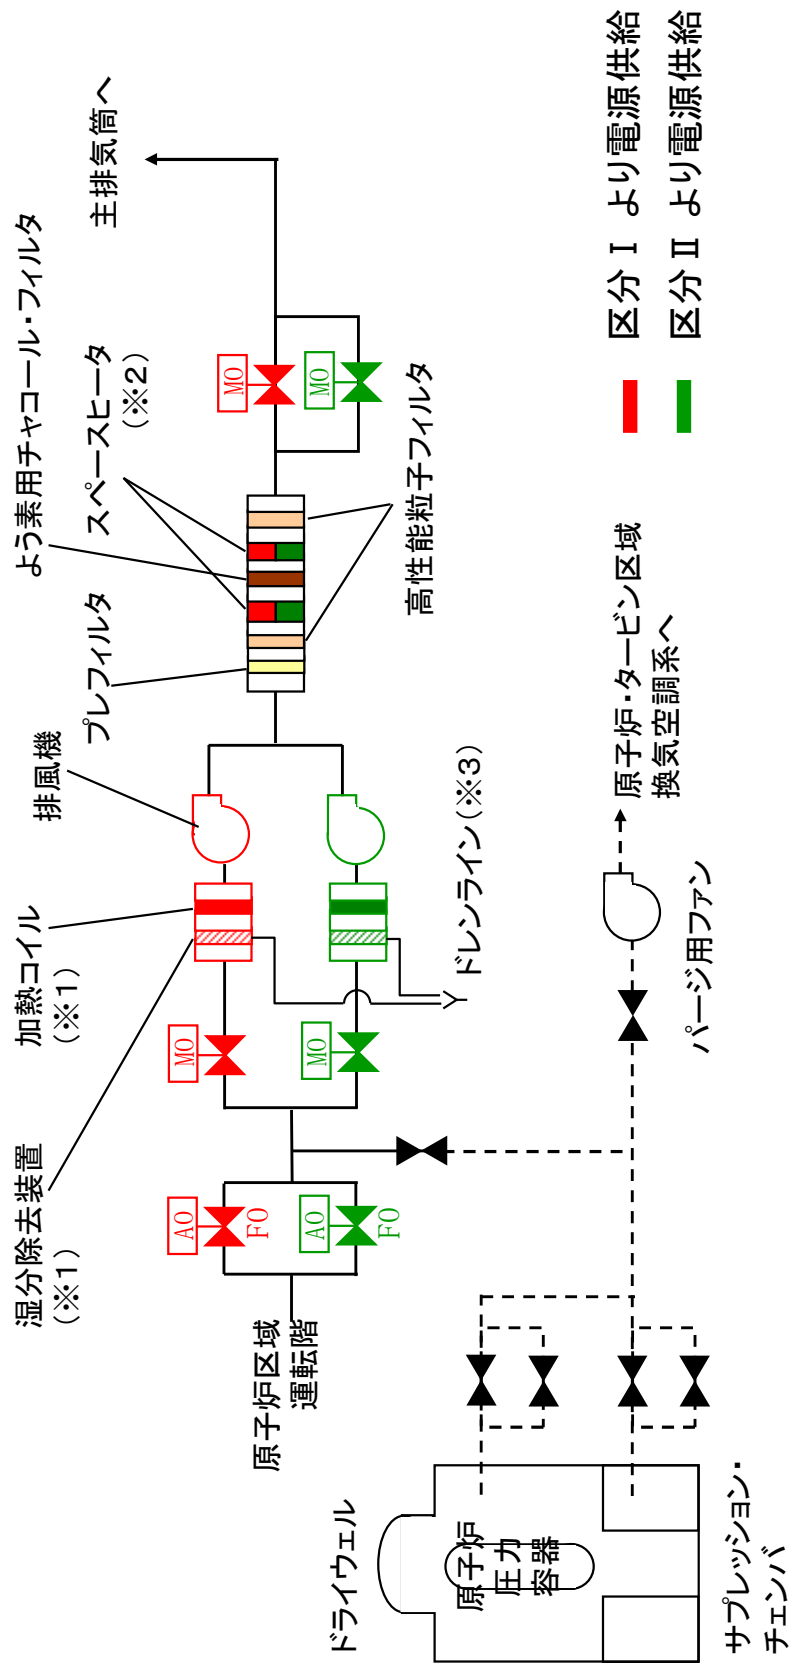 よう素用チャコール・フィルタ
主排気筒へ
スペースヒータ
(※2)
プレフィルタ
排風機
加熱コイル
(※1)
湿分除去装置
(※1)
MO
MO
高性能粒子フィルタ
MO
MO
AO
FO
AO
FO
ドレンライン(※3)
原子炉区域
運転階
原子炉・タービン区域
換気空調系へ
パージ用ファン
ドライウェル
原子炉
圧力
容器
サプレッション・
チェンバ
区分Ⅰより電源供給
区分Ⅱより電源供給